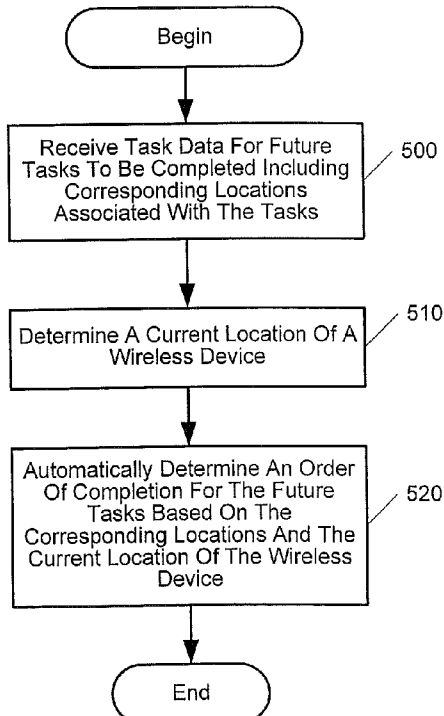 Begin
Receive Task Data For Future
Tasks To Be Completed Including
Corresponding Locations
Associated With The Tasks
500
Determine A Current Location Of A
Wireless Device
510
Automatically Determine An Order
Of Completion For The Future
Tasks Based On The
Corresponding Locations And The
Current Location Of The Wireless
Device
520
End